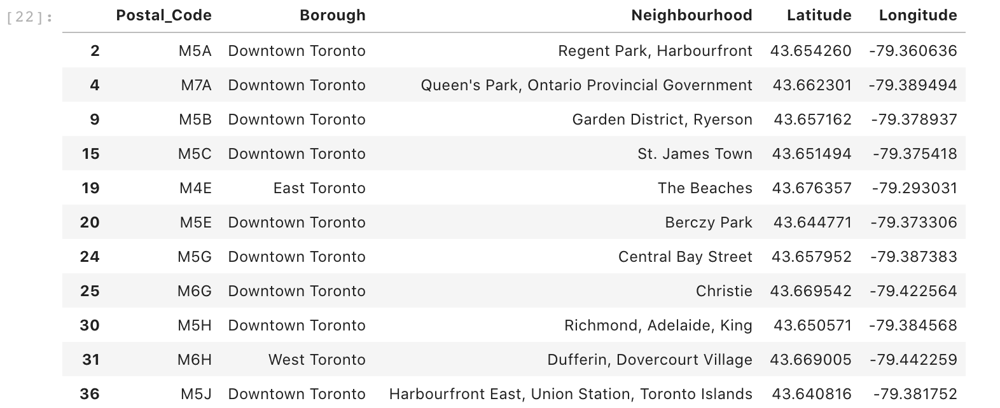 [22]: Postal_Code Borough Neighbourhood Latitude Longitude
2 M5A Downtown Toronto Regent Park, Harbourfront 43.654260 -79.360636
4 M7A Downtown Toronto Queen's Park, Ontario Provincial Government 43.662301 -79.389494
9 M5B Downtown Toronto Garden District, Ryerson 43.657162 -79.378937
15 M5C Downtown Toronto St. James Town 43.651494 -79.375418
19 M4E East Toronto The Beaches 43.676357 -79.293031
20 M5E Downtown Toronto Berczy Park 43.644771 -79.373306
24 M5G Downtown Toronto Central Bay Street 43.657952 -79.387383
25 M6G Downtown Toronto Christie 43.669542 -79.422564
30 M5H Downtown Toronto Richmond, Adelaide, King 43.650571 -79.384568
31 M6H West Toronto Dufferin, Dovercourt Village 43.669005 -79.442259
36 M5J Downtown Toronto Harbourfront East, Union Station, Toronto Islands 43.640816 -79.381752